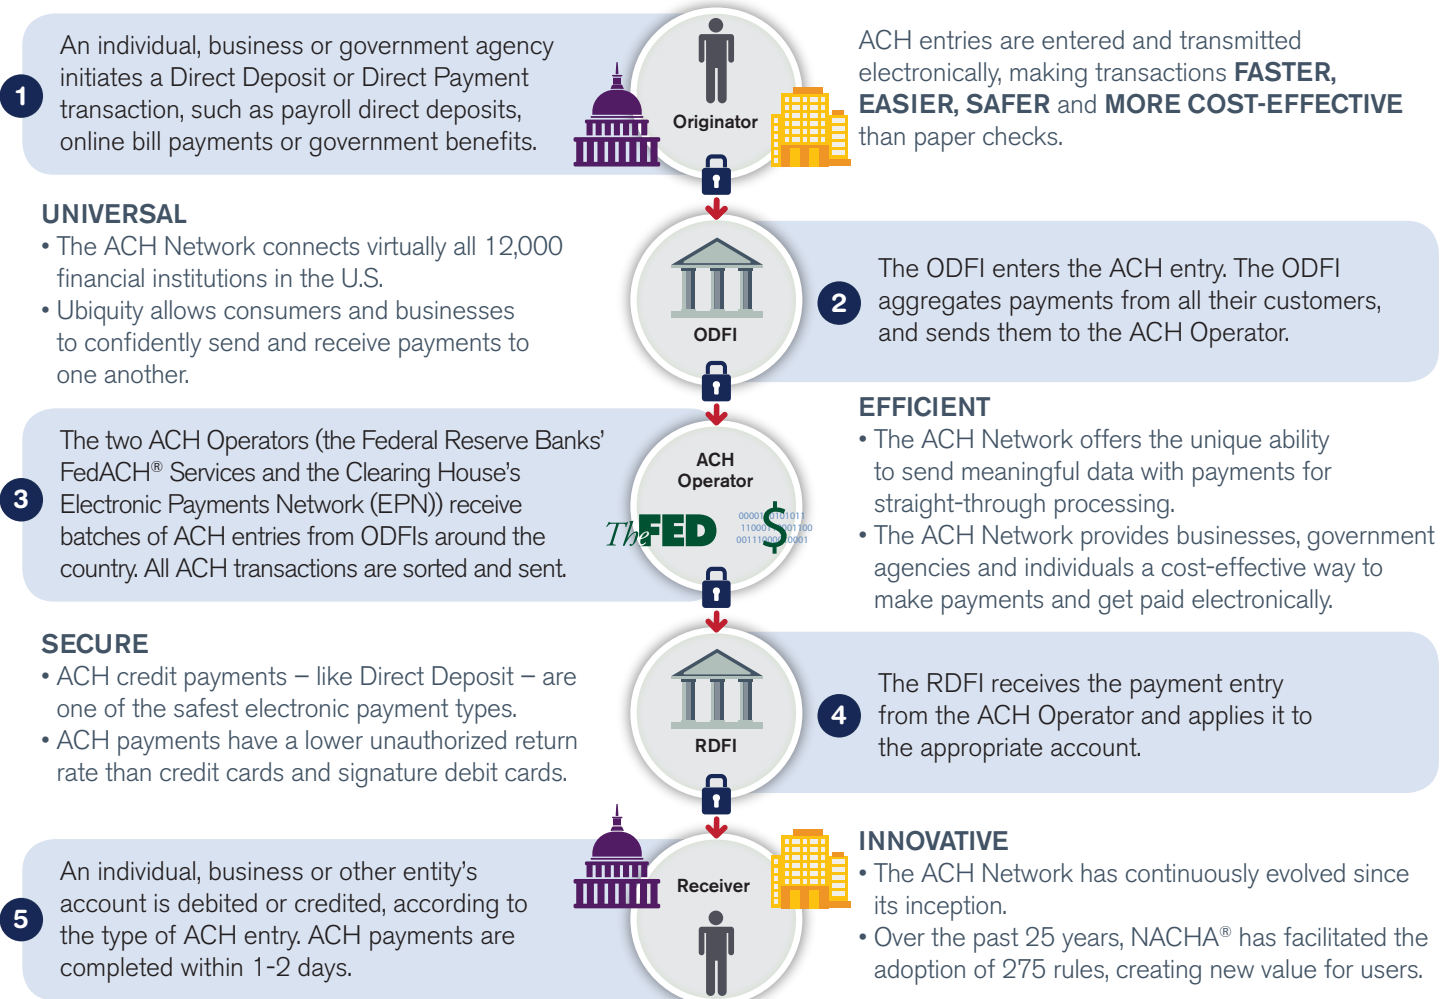 1
An individual, business or government agency
initiates a Direct Deposit or Direct Payment
transaction, such as payroll direct deposits,
online bill payments or government benefits.
Originator
ACH entries are entered and transmitted
electronically, making transactions FASTER,
EASIER, SAFER and MORE COST-EFFECTIVE
than paper checks.
UNIVERSAL
• The ACH Network connects virtually all 12,000
financial institutions in the U.S.
• Ubiquity allows consumers and businesses
to confidently send and receive payments to
one another.
ODFI
2
The ODFI enters the ACH entry. The ODFI
aggregates payments from all their customers,
and sends them to the ACH Operator.
3
The two ACH Operators (the Federal Reserve Banks'
FedACH® Services and the Clearing House's
Electronic Payments Network (EPN)) receive
batches of ACH entries from ODFIs around the
country. All ACH transactions are sorted and sent.
ACH
Operator
The FED
$
EFFICIENT
• The ACH Network offers the unique ability
to send meaningful data with payments for
straight-through processing.
• The ACH Network provides businesses, government
agencies and individuals a cost-effective way to
make payments and get paid electronically.
SECURE
• ACH credit payments – like Direct Deposit – are
one of the safest electronic payment types.
• ACH payments have a lower unauthorized return
rate than credit cards and signature debit cards.
RDFI
4
The RDFI receives the payment entry
from the ACH Operator and applies it to
the appropriate account.
5
An individual, business or other entity's
account is debited or credited, according to
the type of ACH entry. ACH payments are
completed within 1-2 days.
Receiver
INNOVATIVE
• The ACH Network has continuously evolved since
its inception.
• Over the past 25 years, NACHA® has facilitated the
adoption of 275 rules, creating new value for users.